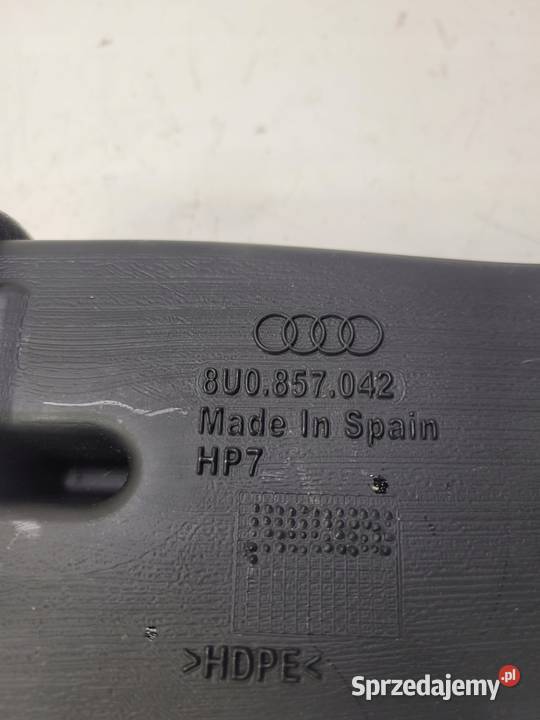 8U0.857.042
Made In Spain
HP7
>HDPE<
Sprzedajemy.pl